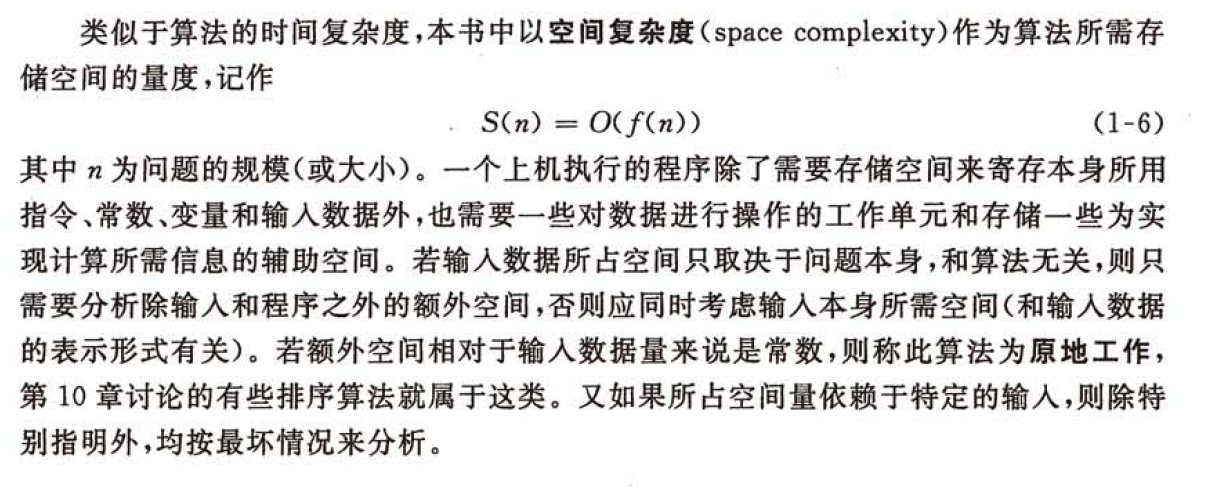 类似于算法的时间复杂度,本书中以空间复杂度(space complexity)作为算法所需存
储空间的量度,记作
S(n) = O(f(n)) (1-6)
其中 n 为问题的规模(或大小)。一个上机执行的程序除了需要存储空间来寄存本身所用
指令、常数、变量和输入数据外,也需要一些对数据进行操作的工作单元和存储一些为实
现计算所需信息的辅助空间。若输入数据所占空间只取决于问题本身,和算法无关,则只
需要分析除输入和程序之外的额外空间,否则应同时考虑输入本身所需空间(和输入数据
的表示形式有关)。若额外空间相对于输入数据量来说是常数,则称此算法为原地工作,
第 10 章讨论的有些排序算法就属于这类。又如果所占空间量依赖于特定的输入,则除特
别指明外,均按最坏情况来分析。